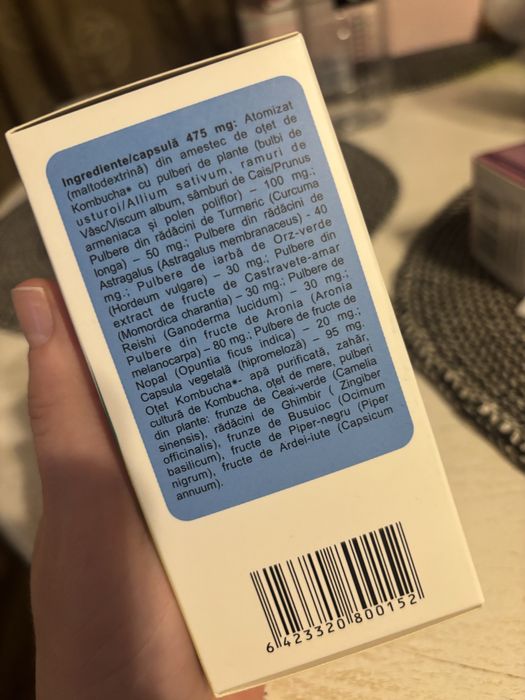 Ingrediente/capsulă 475 mg: Atomizat
(maltodextrină) din amestec de oțet de
Kombucha* cu pulberi de plante (bulbi de
usturoi/Allium sativum, ramuri de
Vâsc/Viscum album, sâmburi de Cais/Prunus
armeniaca și polen poliflor) – 100 mg.;
Pulbere din rădăcini de Turmeric (Curcuma
longa) – 50 mg.; Pulbere din rădăcini de
Astragalus (Astragalus membranaceus) - 40
mg.; Pulbere de iarbă de Orz-verde
(Hordeum vulgare) – 30 mg.; Pulbere din
extract de fructe de Castravete-amar
(Momordica charantia) – 30 mg.; Pulbere de
Reishi (Ganoderma lucidum) – 30 mg.;
Pulbere din fructe de Aronia (Aronia
melanocarpa) – 80 mg.; Pulbere de fructe de
Nopal (Opuntia ficus indica) – 20 mg.;
Capsula vegetală (hipromeloză) – 95 mg.
Oțet Kombucha*- apă purificată, zahăr,
cultură de Kombucha, oțet de mere, pulberi
din plante: frunze de Ceai-verde (Camelia
sinensis), rădăcini de Ghimbir ( Zingiber
officinalis), frunze de Busuioc (Ocimum
basilicum), fructe de Piper-negru (Piper
nigrum), fructe de Ardei-iute (Capsicum
annuum).
6 423320 800152